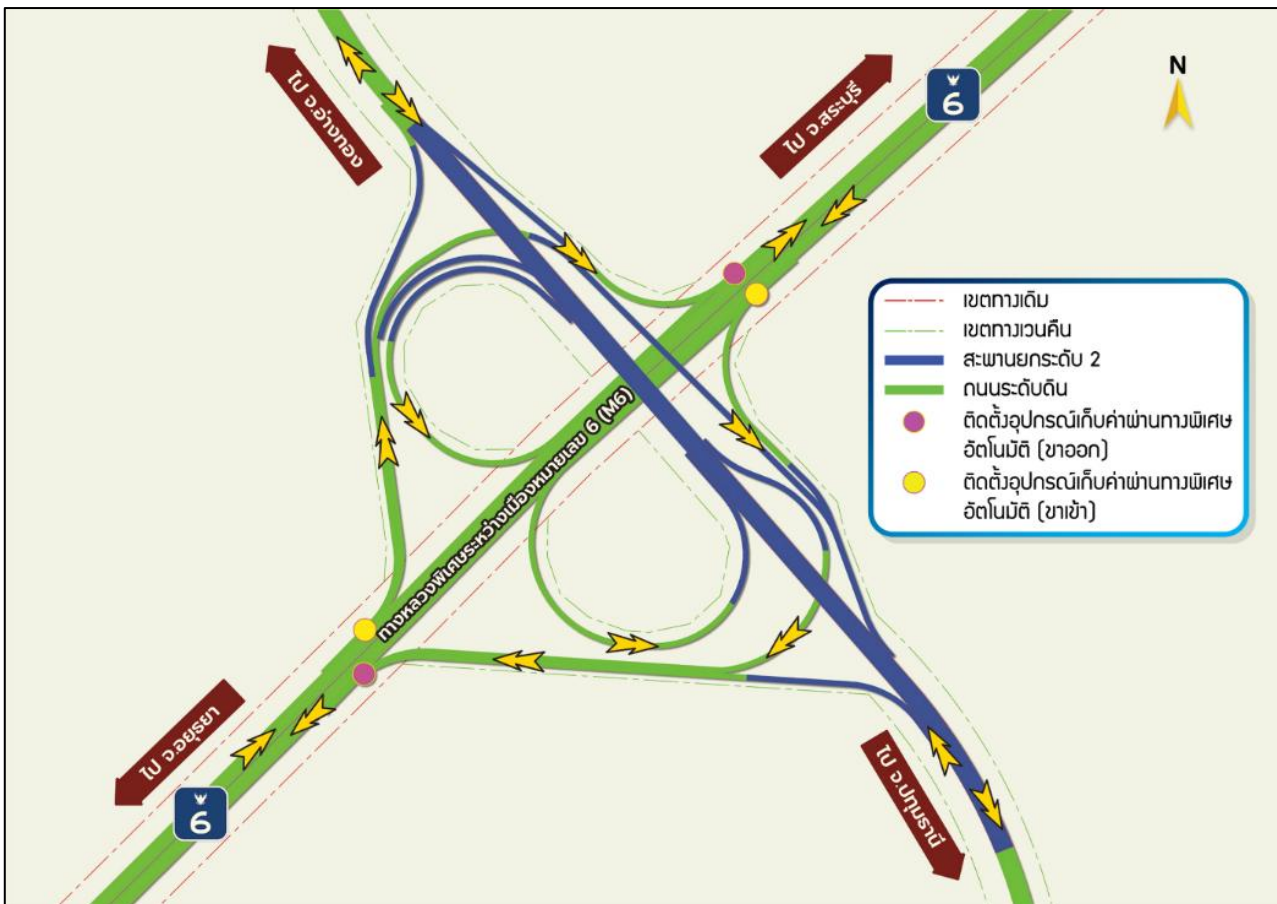 ไป จ.อ่างทอง
ไป จ.สระบุรี
6
N
เขตทางเดิม
เขตทางเวนคืน
สะพานยกระดับ 2
ถนนระดับดิน
ติดตั้งอุปกรณ์เก็บค่าผ่านทางพิเศษ
อัตโนมัติ (ขาออก)
ติดตั้งอุปกรณ์เก็บค่าผ่านทางพิเศษ
อัตโนมัติ (ขาเข้า)
ทางหลวงพิเศษระหว่างเมืองหมายเลข 6 (M6)
ไป จ.อยุธยา
6
ไป จ.ปทุมธานี